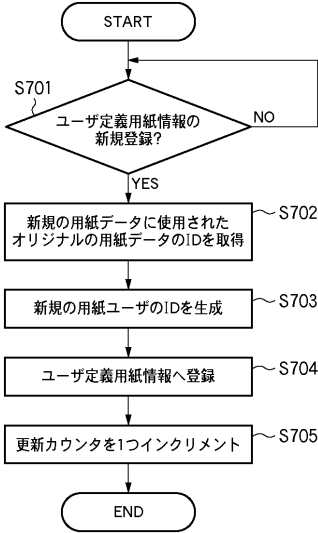 START
S701
ユーザ定義用紙情報の
新規登録?
NO
YES
新規の用紙データに使用された
オリジナルの用紙データのIDを取得
S702
新規の用紙ユーザのIDを生成
S703
ユーザ定義用紙情報へ登録
S704
更新カウンタを1つインクリメント
S705
END